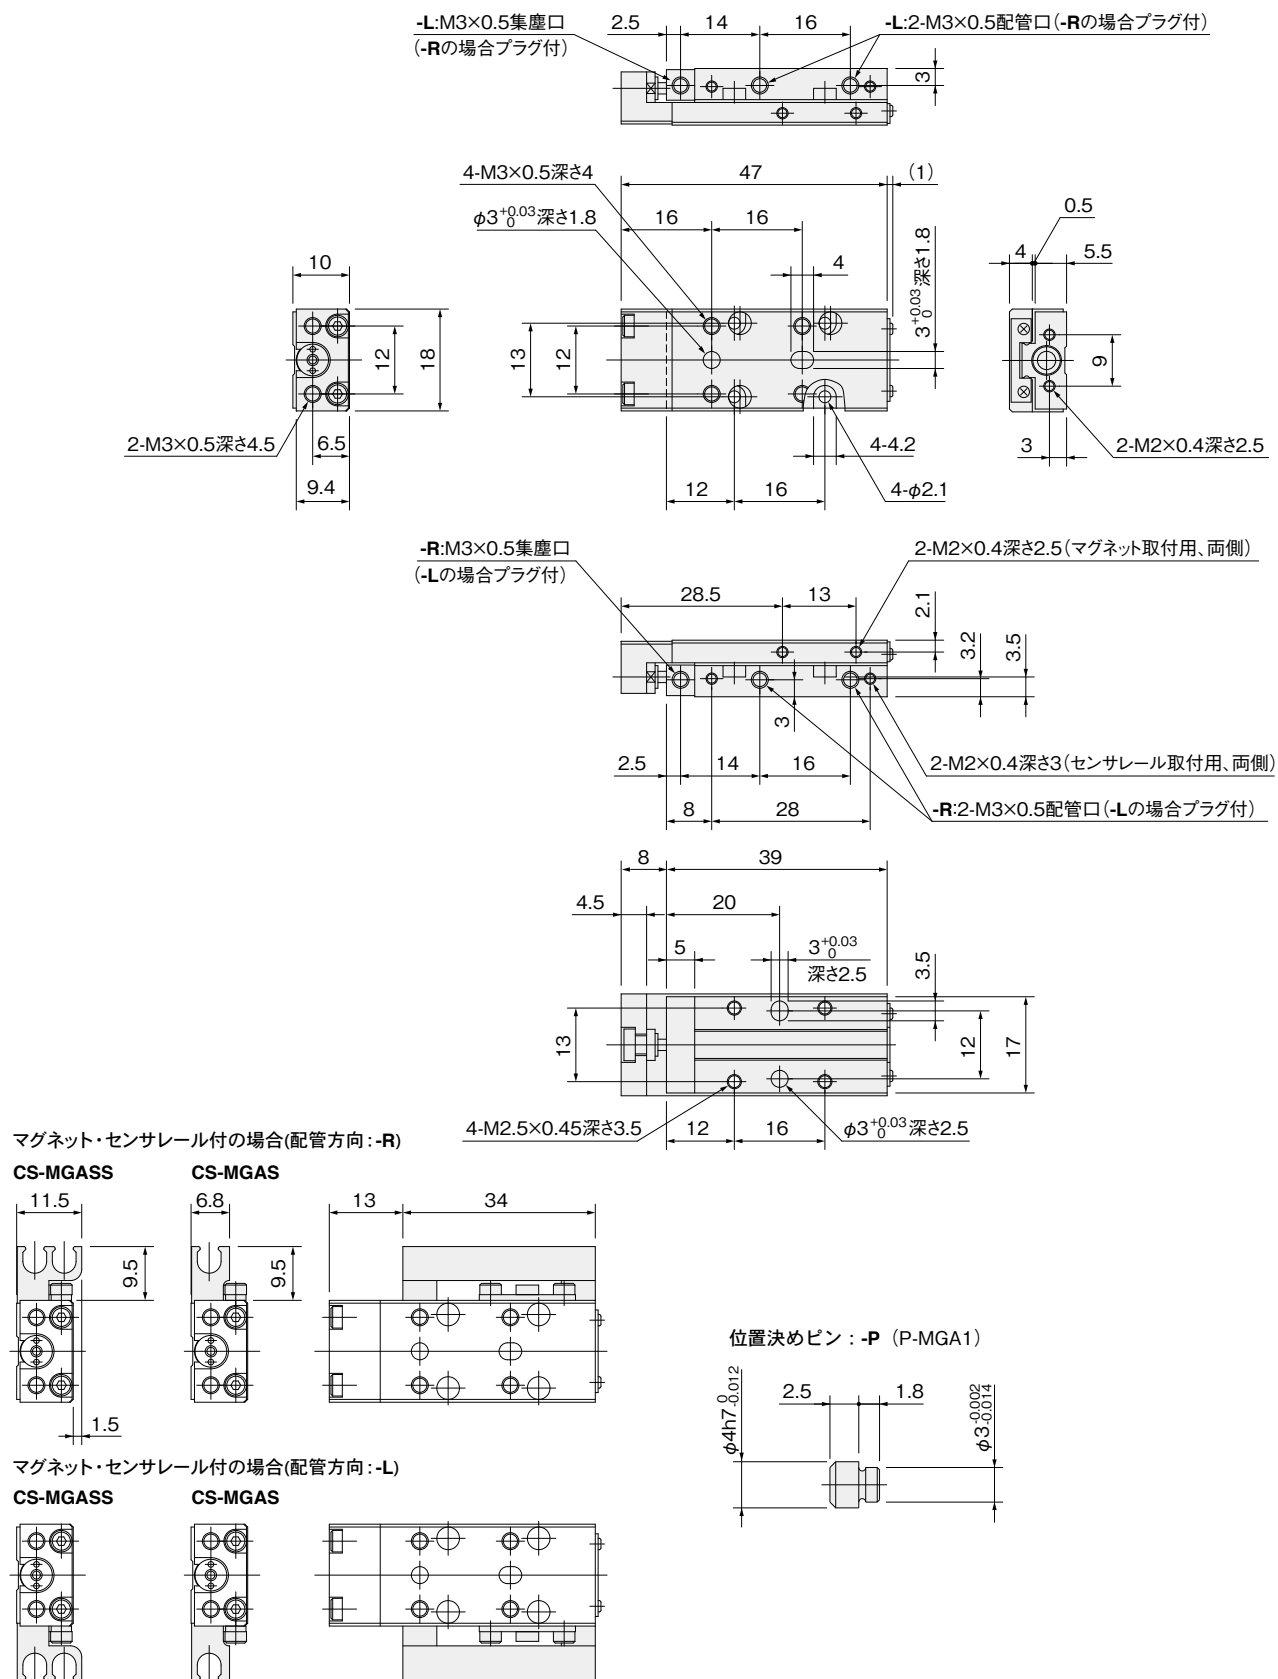 -L:M3×0.5集塵口
(-Rの場合プラグ付)
2.5
14
16
-L:2-M3×0.5配管口(-Rの場合プラグ付)
3
4-M3×0.5深さ4
φ3 +0.03 0 深さ1.8
47
(1)
16
16
4
3 +0.03 0 深さ1.8
0.5
4
5.5
10
12
18
13
12
9
2-M3×0.5深さ4.5
6.5
9.4
4-4.2
12
16
4-φ2.1
3
2-M2×0.4深さ2.5
-R:M3×0.5集塵口
(-Lの場合プラグ付)
2-M2×0.4深さ2.5(マグネット取付用、両側)
28.5
13
2.1
3.2
3.5
3
2-M2×0.4深さ3(センサレール取付用、両側)
2.5
14
16
8
28
-R:2-M3×0.5配管口(-Lの場合プラグ付)
8
39
4.5
20
5
3 +0.03 0
深さ2.5
3.5
13
12
17
4-M2.5×0.45深さ3.5
12
16
φ3 +0.03 0 深さ2.5
マグネット・センサレール付の場合(配管方向:-R)
CS-MGASS
CS-MGAS
11.5
6.8
13
34
9.5
9.5
1.5
位置決めピン:-P (P-MGA1)
φ4h7 0 -0.012
2.5
1.8
φ3 -0.002 -0.014
マグネット・センサレール付の場合(配管方向:-L)
CS-MGASS
CS-MGAS